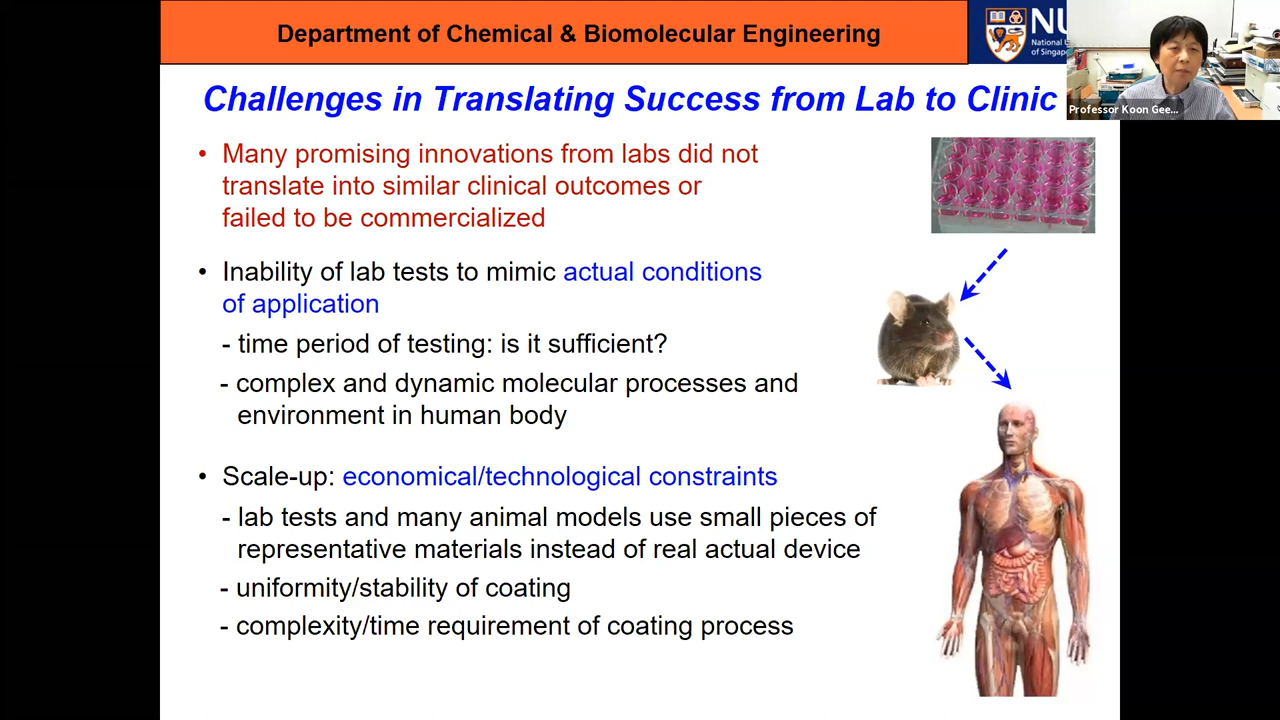 Department of Chemical & Biomolecular Engineering
NU
National U
of Singap
Challenges in Translating Success from Lab to Clinic
Professor Koon Gee...
• Many promising innovations from labs did not
translate into similar clinical outcomes or
failed to be commercialized
• Inability of lab tests to mimic actual conditions
of application
- time period of testing: is it sufficient?
- complex and dynamic molecular processes and
environment in human body
• Scale-up: economical/technological constraints
- lab tests and many animal models use small pieces of
representative materials instead of real actual device
- uniformity/stability of coating
- complexity/time requirement of coating process